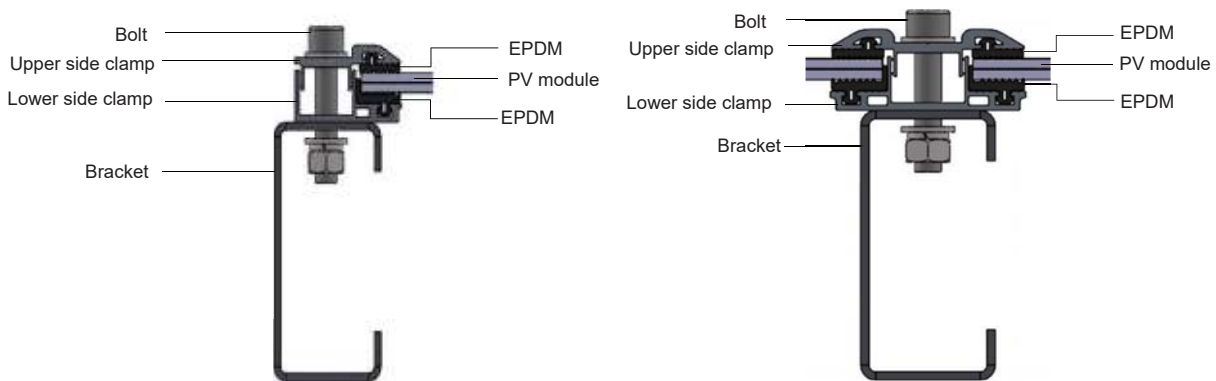 Bolt
EPDM
Upper side clamp
PV module
Lower side clamp
EPDM
Bracket
Bolt
EPDM
Upper side clamp
PV module
Lower side clamp
EPDM
Bracket